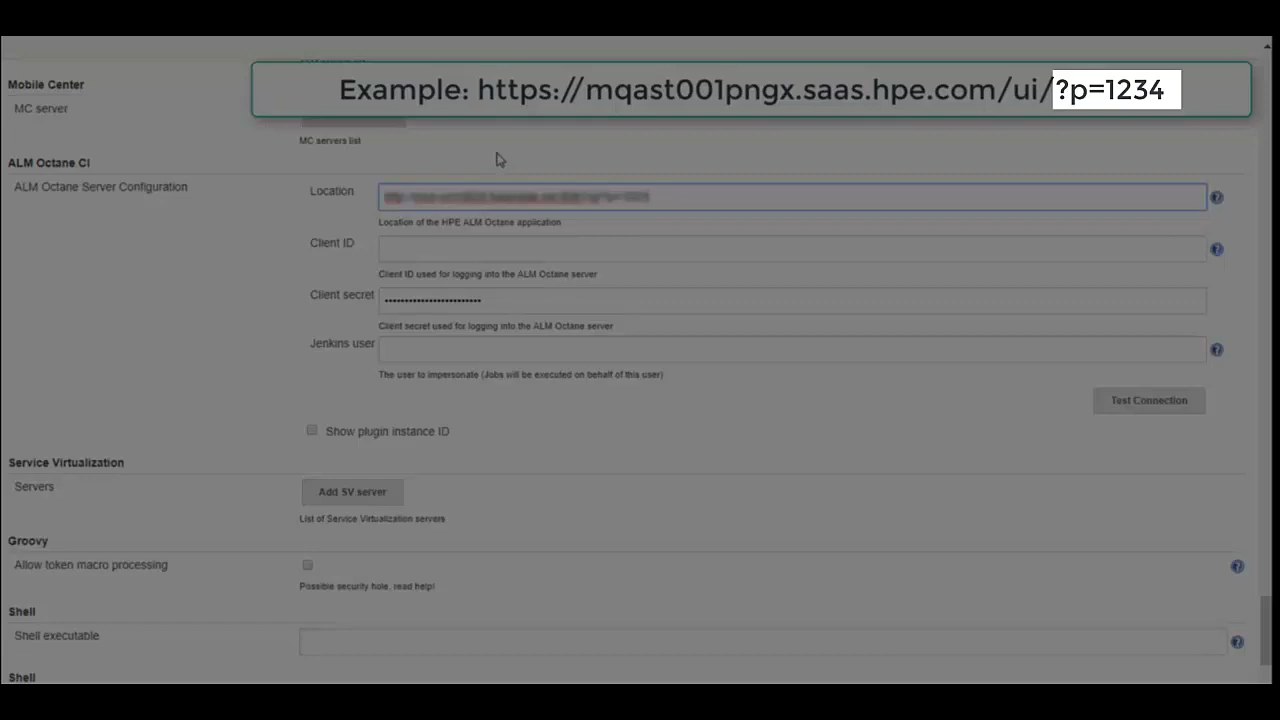 Example: https://mqast001pngx.saas.hpe.com/ui/?p=1234
Mobile Center
MC server
MC servers list
ALM Octane CI
ALM Octane Server Configuration
Location
Location of the HPE ALM Octane application
Client ID
Client ID used for logging into the ALM Octane server
Client secret
••••••••••••••••••••••••
Client secret used for logging into the ALM Octane server
Jenkins user
The user to impersonate (Jobs will be executed on behalf of this user)
Test Connection
Show plugin instance ID
Service Virtualization
Servers
Add SV server
List of Service Virtualization servers
Groovy
Allow token macro processing
Possible security hole, read help!
Shell
Shell executable
Shell